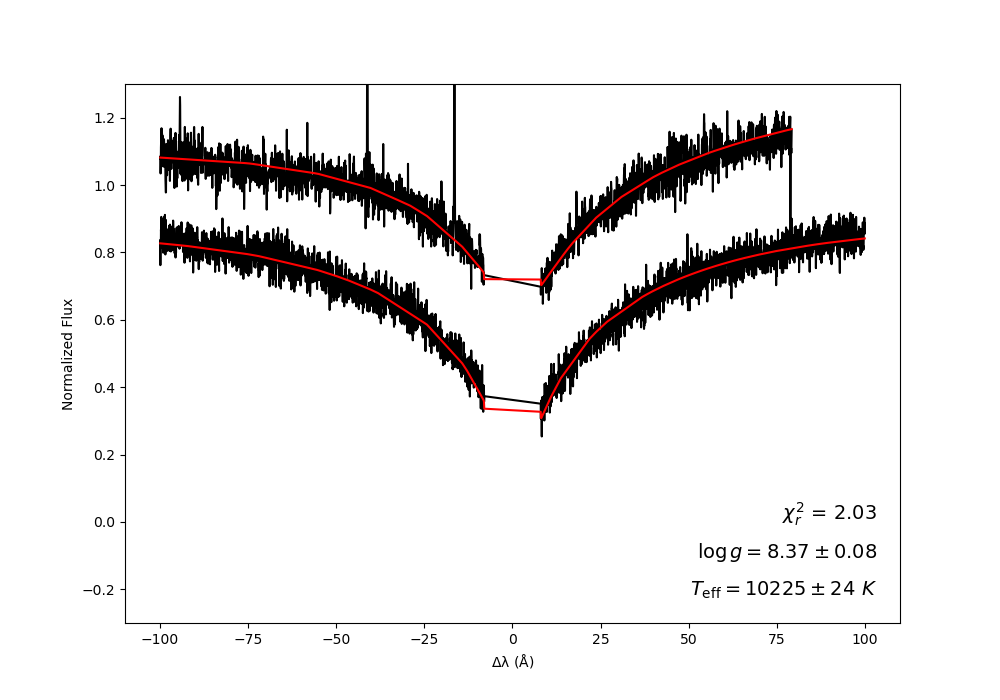 1.2
1.0
0.8
0.6
0.4
0.2
0.0
−0.2
Normalized Flux
χ²ᵣ = 2.03
log g = 8.37 ± 0.08
T_eff = 10225 ± 24 K
−100 −75 −50 −25 0 25 50 75 100
Δλ (Å)